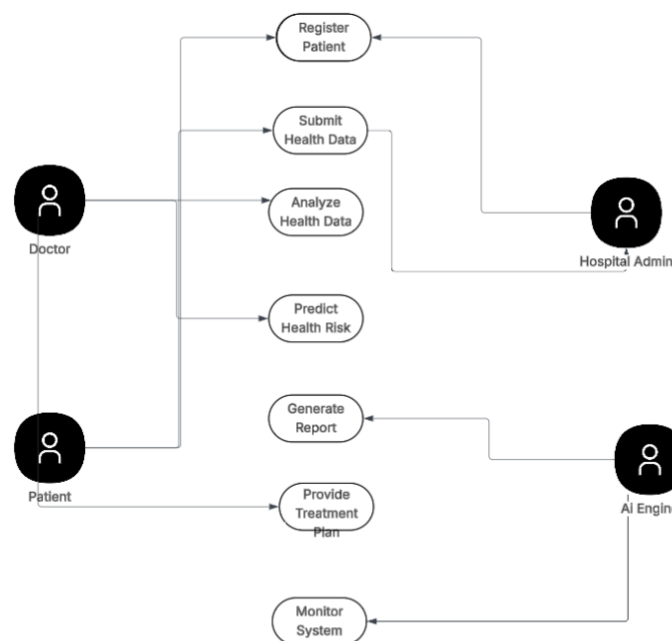 Register
Patient
Submit
Health Data
Analyze
Health Data
Doctor
Hospital Admin
Predict
Health Risk
Generate
Report
Patient
Provide
Treatment
Plan
Ai Engine
Monitor
System